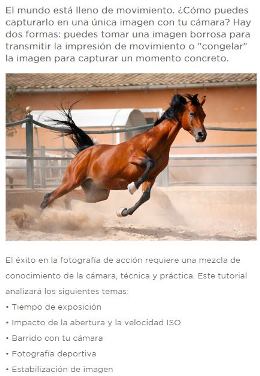 El mundo está lleno de movimiento. ¿Cómo puedes
capturarlo en una única imagen con tu cámara? Hay
dos formas: puedes tomar una imagen borrosa para
transmitir la impresión de movimiento o "congelar"
la imagen para capturar un momento concreto.
El éxito en la fotografía de acción requiere una mezcla de
conocimiento de la cámara, técnica y práctica. Este tutorial
analizará los siguientes temas:
• Tiempo de exposición
• Impacto de la abertura y la velocidad ISO
• Barrido con tu cámara
• Fotografía deportiva
• Estabilización de imagen